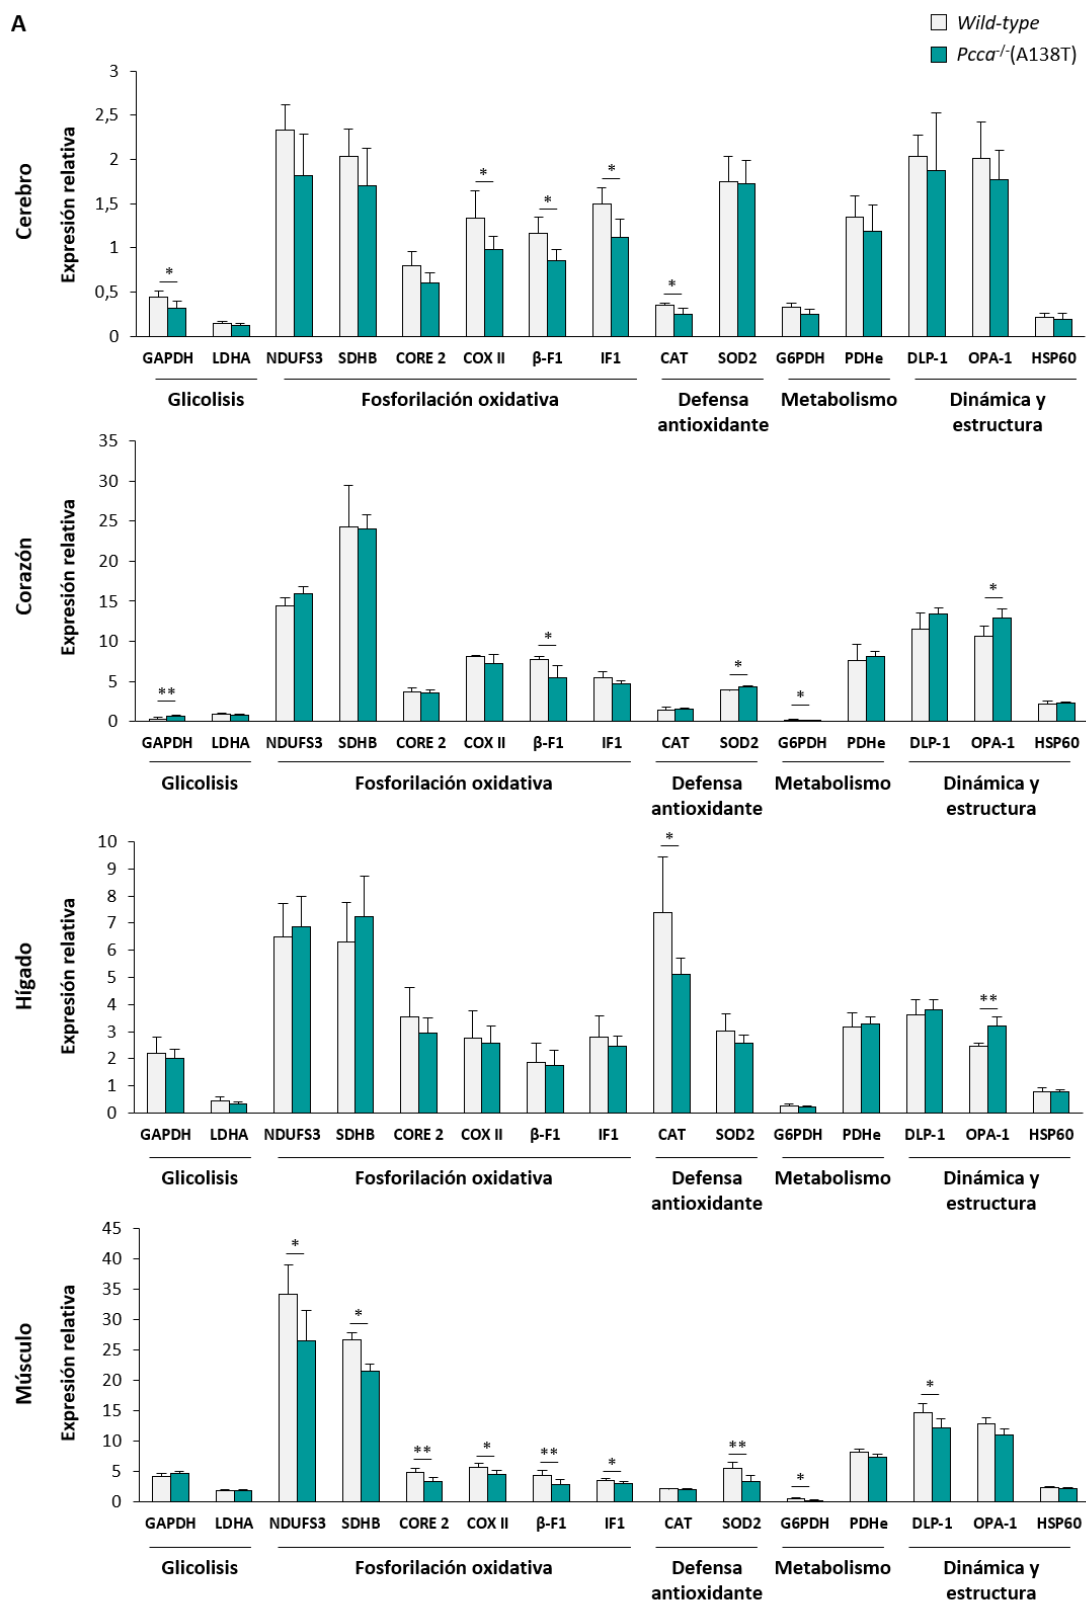 A
Wild-type
Pcca-/-(A138T)
Cerebro
Expresión relativa
3
2,5
2
1,5
1
0,5
0
* * * * *
GAPDH LDHA NDUFS3 SDHB CORE 2 COX II β-F1 IF1 CAT SOD2 G6PDH PDHe DLP-1 OPA-1 HSP60
Glicolisis Fosforilación oxidativa Defensa antioxidante Metabolismo Dinámica y estructura
Corazón
Expresión relativa
35
30
25
20
15
10
5
0
** * * * *
GAPDH LDHA NDUFS3 SDHB CORE 2 COX II β-F1 IF1 CAT SOD2 G6PDH PDHe DLP-1 OPA-1 HSP60
Glicolisis Fosforilación oxidativa Defensa antioxidante Metabolismo Dinámica y estructura
Hígado
Expresión relativa
10
9
8
7
6
5
4
3
2
1
0
* **
GAPDH LDHA NDUFS3 SDHB CORE 2 COX II β-F1 IF1 CAT SOD2 G6PDH PDHe DLP-1 OPA-1 HSP60
Glicolisis Fosforilación oxidativa Defensa antioxidante Metabolismo Dinámica y estructura
Músculo
Expresión relativa
45
40
35
30
25
20
15
10
5
0
* * ** * ** * ** * *
GAPDH LDHA NDUFS3 SDHB CORE 2 COX II β-F1 IF1 CAT SOD2 G6PDH PDHe DLP-1 OPA-1 HSP60
Glicolisis Fosforilación oxidativa Defensa antioxidante Metabolismo Dinámica y estructura